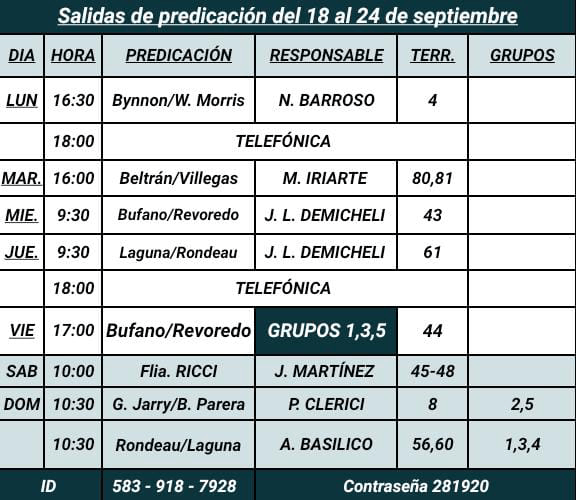 Salidas de predicación del 18 al 24 de septiembre
DIA HORA PREDICACIÓN RESPONSABLE TERR. GRUPOS
LUN 16:30 Bynnon/W. Morris N. BARROSO 4
18:00 TELEFÓNICA
MAR. 16:00 Beltrán/Villegas M. IRIARTE 80,81
MIE. 9:30 Bufano/Revoredo J. L. DEMICHELI 43
JUE. 9:30 Laguna/Rondeau J. L. DEMICHELI 61
18:00 TELEFÓNICA
VIE 17:00 Bufano/Revoredo GRUPOS 1,3,5 44
SAB 10:00 Flia. RICCI J. MARTÍNEZ 45-48
DOM 10:30 G. Jarry/B. Parera P. CLERICI 8 2,5
10:30 Rondeau/Laguna A. BASILICO 56,60 1,3,4
ID 583 - 918 - 7928 Contraseña 281920